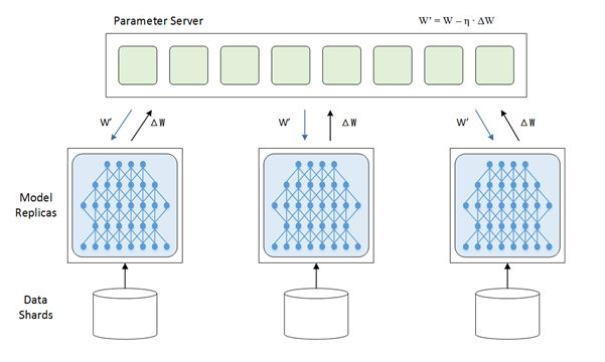 Parameter Server
W' = W − η · ΔW
W'
ΔW
W'
ΔW
W'
ΔW
Model
Replicas
Data
Shards